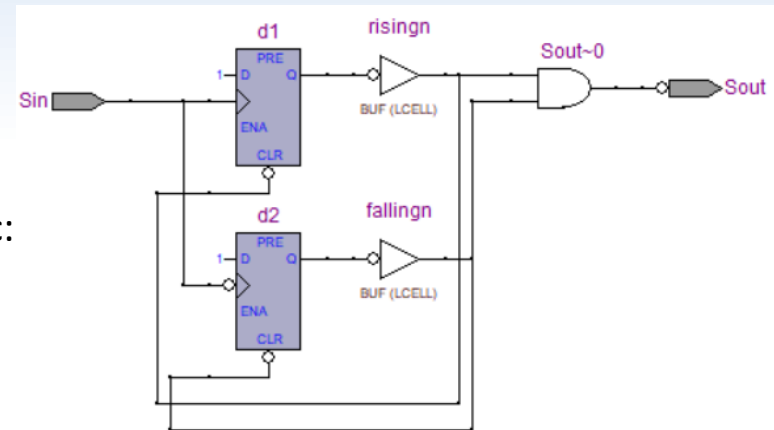 d1
risingn
Sout~0
PRE
1 D Q
Sin
Sout
BUF (LCELL)
ENA
CLR
:
d2
fallingn
PRE
1 D Q
BUF (LCELL)
ENA
CLR